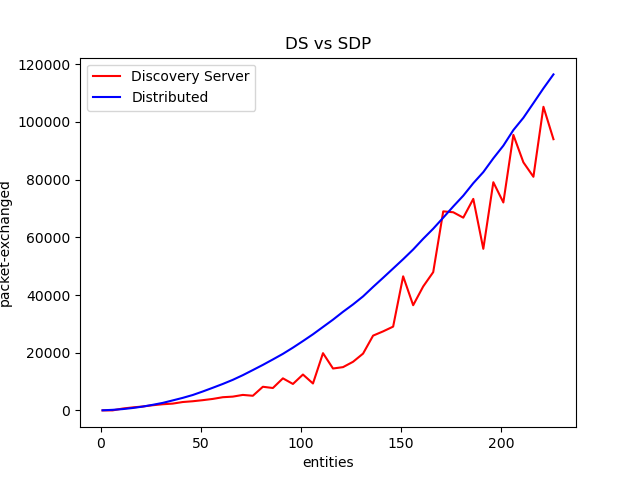 DS vs SDP
Discovery Server
Distributed
120000
100000
80000
60000
40000
20000
0
packet-exchanged
0 50 100 150 200
entities